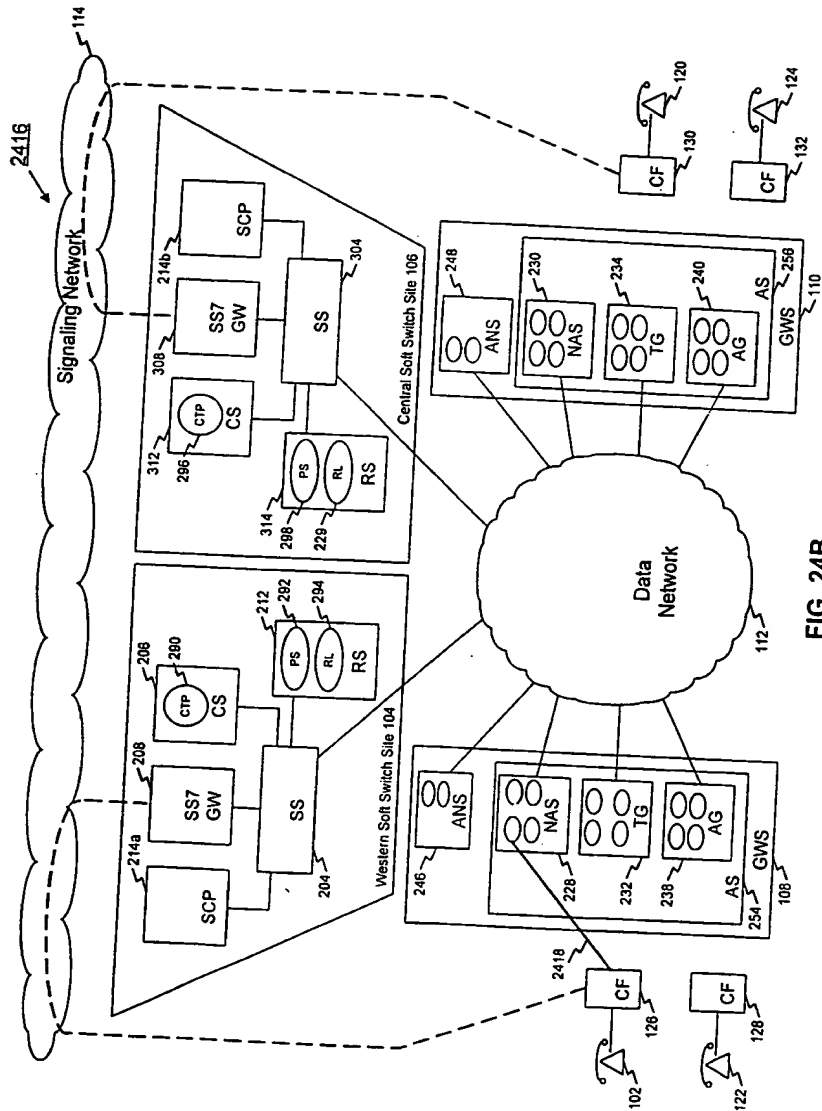 114
2416
Signaling Network
214a
208
206
290
SCP
SS7
GW
CTP
CS
212
292
294
PS
RL
RS
SS
204
Western Soft Switch Site 104
312
296
308
214b
CTP
CS
SS7
GW
SCP
314
298
229
PS
RL
RS
SS
304
Central Soft Switch Site 106
246
ANS
NAS
228
TG
232
AG
238
AS
254
GWS
108
2418
CF
126
102
CF
128
122
Data
Network
112
248
ANS
230
NAS
234
TG
240
AG
AS
256
GWS
110
CF
130
120
CF
132
124
FIG. 24B